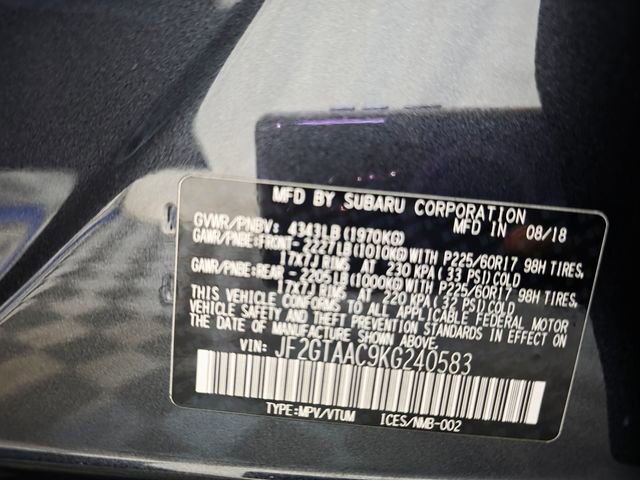 MFD BY SUBARU CORPORATION
GVWR/PNBV: 4343LB(1970KG) MFD IN 08/18
GAWR/PNBE:FRONT- 2227LB(1010KG)WITH P225/60R17 98H TIRES,
17X7J RIMS AT 230 KPA(33 PSI)COLD
GAWR/PNBE:REAR - 2205LB(1000KG)WITH P225/60R17 98H TIRES,
17X7J RIMS AT 220 KPA(32 PSI)COLD
THIS VEHICLE CONFORMS TO ALL APPLICABLE FEDERAL MOTOR
VEHICLE SAFETY AND THEFT PREVENTION STANDARDS IN EFFECT ON
THE DATE OF MANUFACTURE SHOWN ABOVE.
VIN: JF2GTAAC9KG240583
TYPE:MPV/VTUM ICES/NMB-002